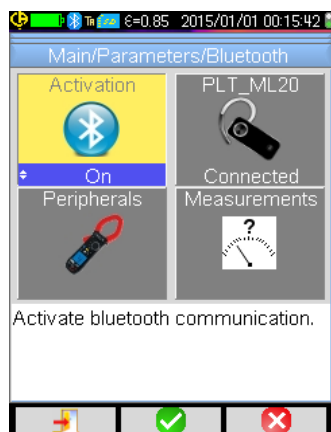 Ta ε=0.85 2015/01/01 00:15:42
Main/Parameters/Bluetooth
Activation PLT_ML20
On Connected
Peripherals Measurements
?
Activate bluetooth communication.